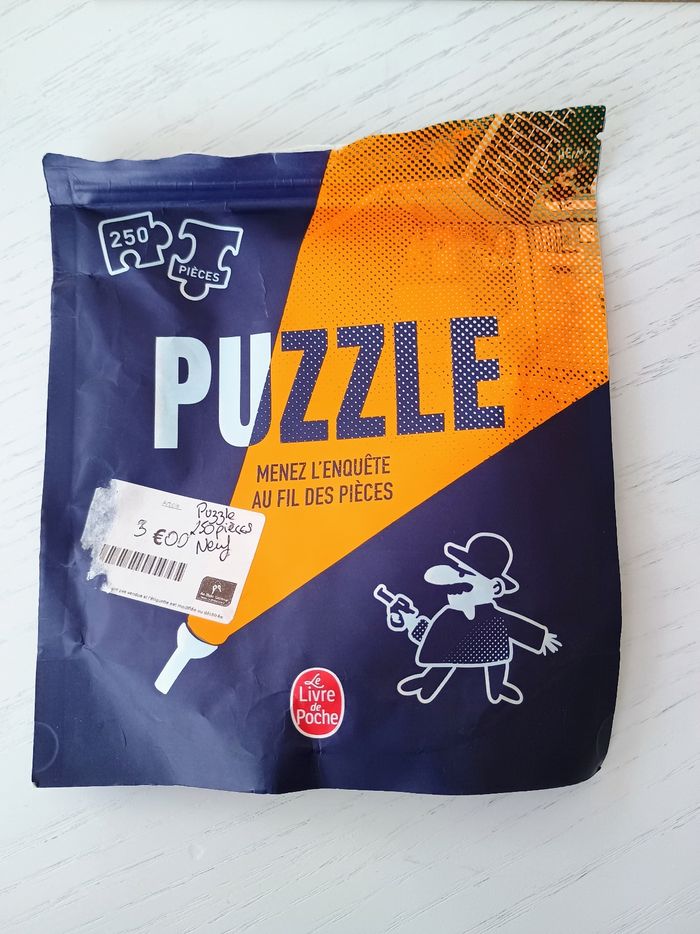 250
PIÈCES
PUZZLE
MENEZ L'ENQUÊTE
AU FIL DES PIÈCES
Puzzle
3 €00 250 pièces
Neuf
Le
Livre
de
Poche